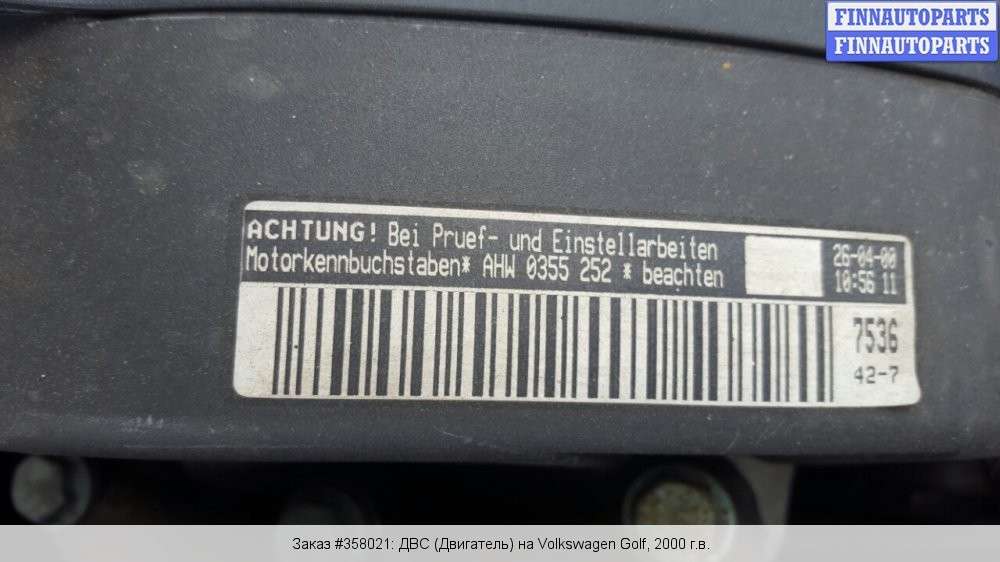 FINNAUTOPARTS
FINNAUTOPARTS
ACHTUNG! Bei Pruef- und Einstellarbeiten
Motorkennbuchstaben* AHW 0355 252 * beachten
26-04-00
10:56 11
7536
42-7
Заказ #358021: ДВС (Двигатель) на Volkswagen Golf, 2000 г.в.